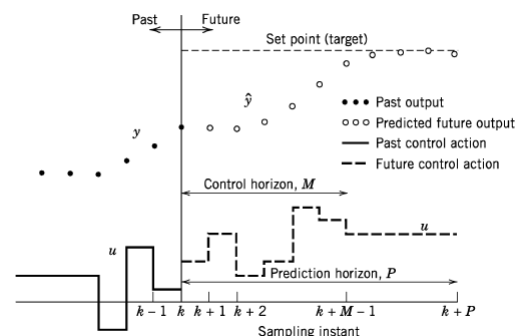 Past Future
Set point (target)
ŷ
y
Past output
Predicted future output
Past control action
Future control action
Control horizon, M
u
u
Prediction horizon, P
k – 1 k k + 1 k + 2 k + M – 1 k + P
Sampling instant